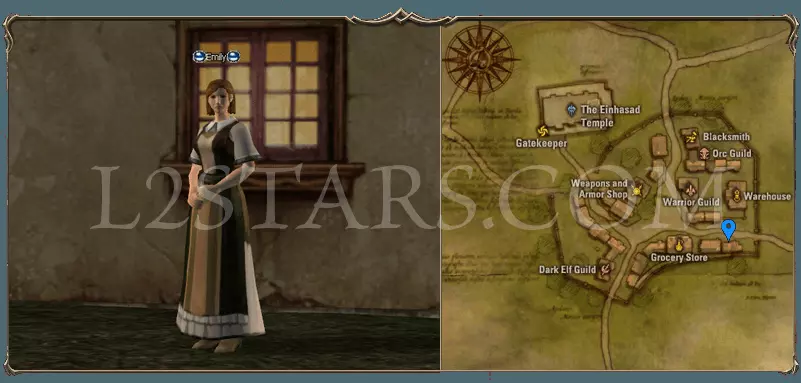 Emily
L2STARS.COM
The Einhasad
Temple
Gatekeeper
Blacksmith
Orc Guild
Weapons and
Armor Shop
Warrior Guild
Warehouse
Grocery Store
Dark Elf Guild